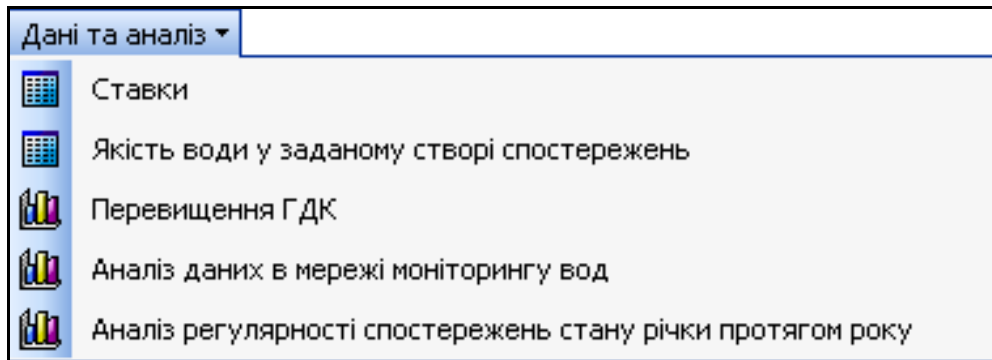 Дані та аналіз
Ставки
Якість води у заданому створі спостережень
Перевищення ГДК
Аналіз даних в мережі моніторингу вод
Аналіз регулярності спостережень стану річки протягом року